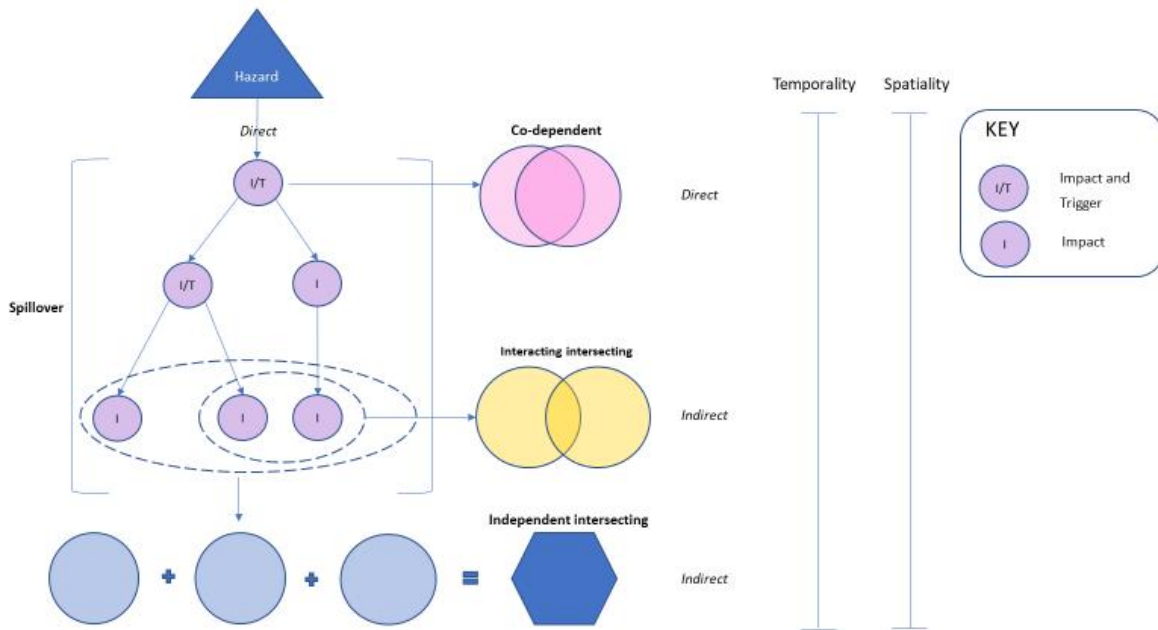 Hazard
Temporality
Spatiality
Direct
Co-dependent
KEY
I/T
Direct
I/T
Impact and
Trigger
I
Impact
I/T
I
Spillover
Interacting intersecting
I
I
I
Indirect
Independent intersecting
+
+
=
Indirect